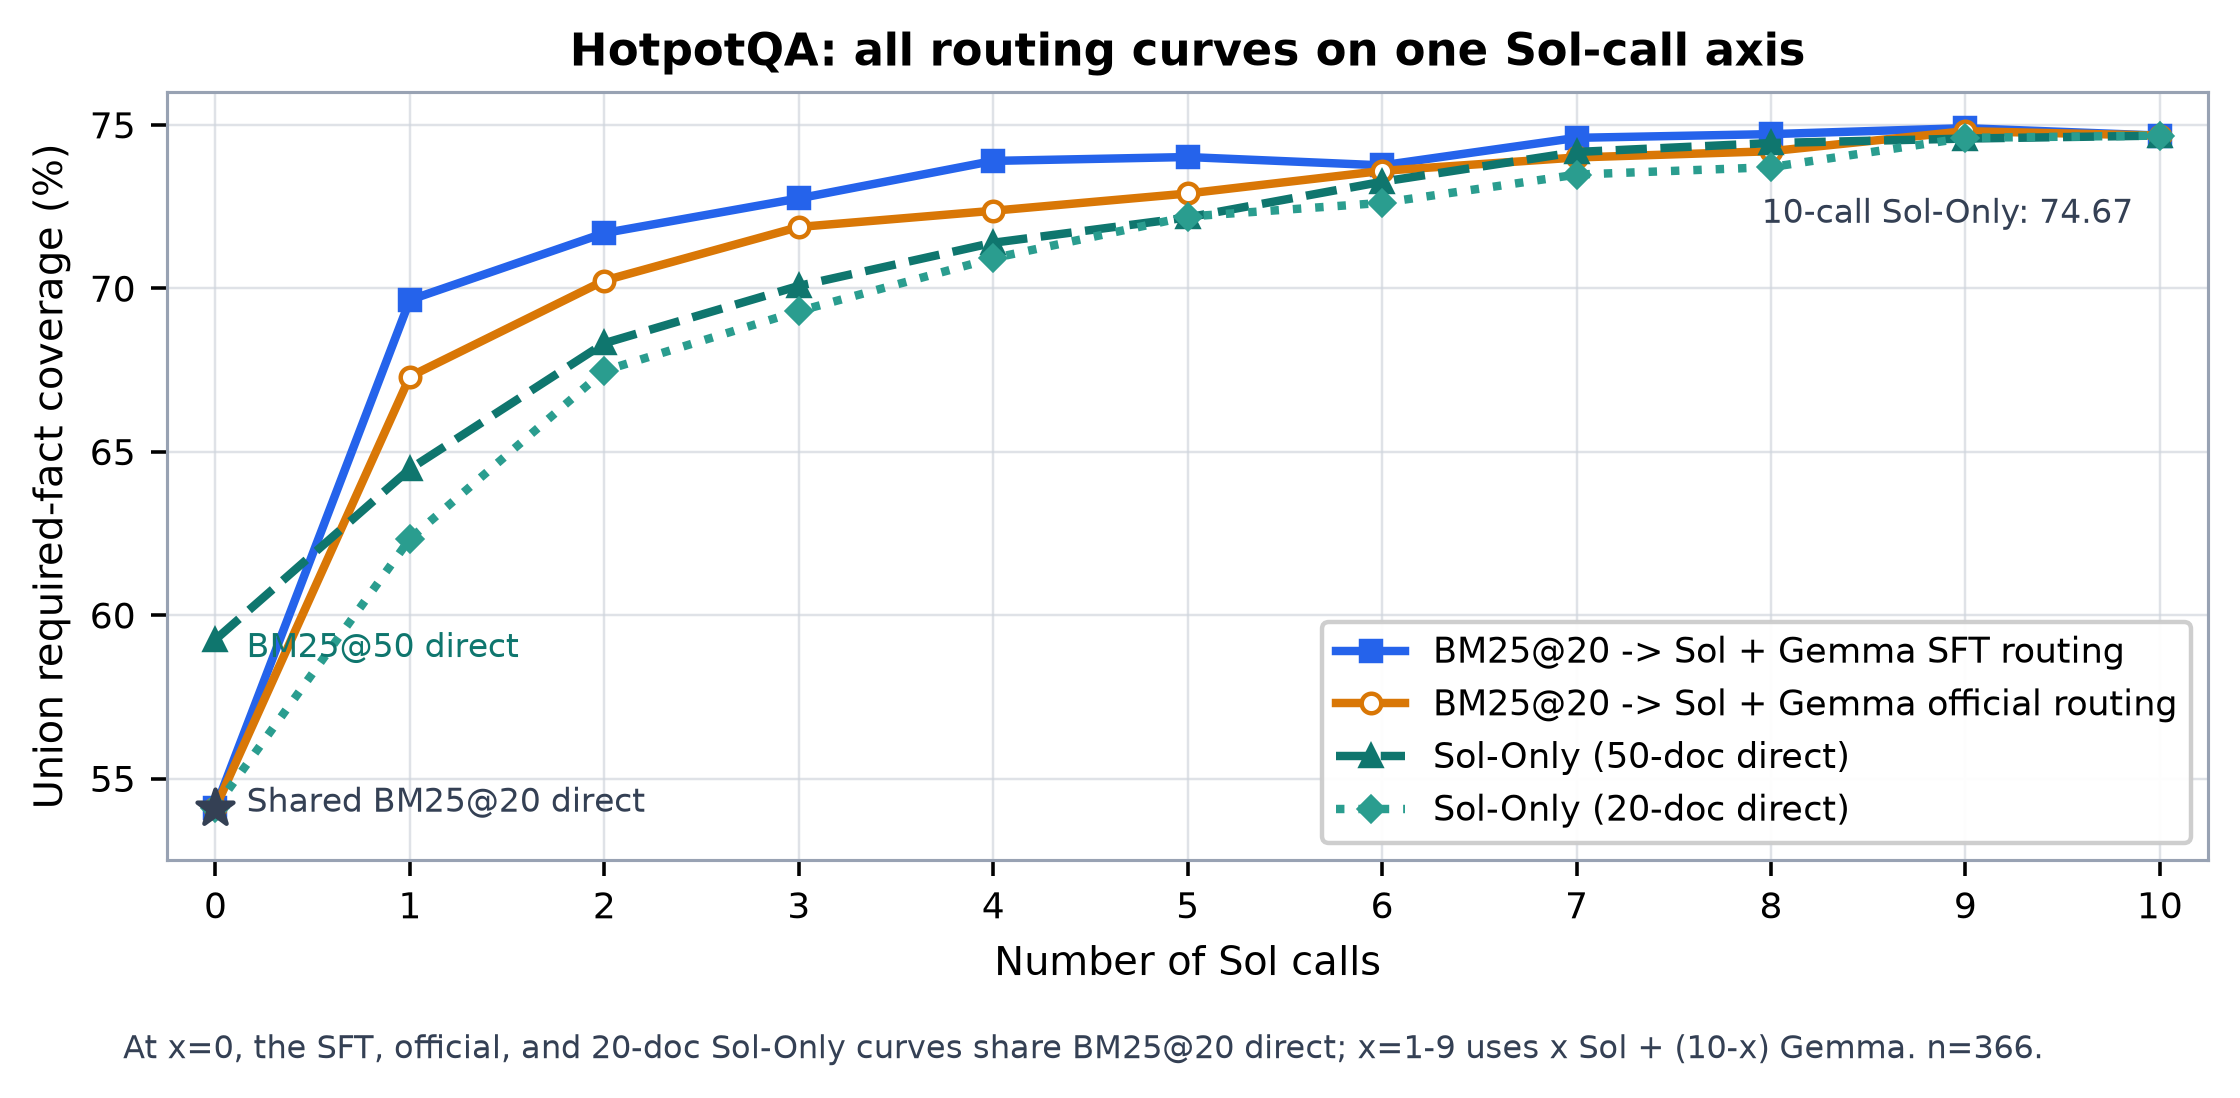 HotpotQA: all routing curves on one Sol-call axis
Union required-fact coverage (%)
75
70
65
60
55
10-call Sol-Only: 74.67
BM25@50 direct
Shared BM25@20 direct
BM25@20 -> Sol + Gemma SFT routing
BM25@20 -> Sol + Gemma official routing
Sol-Only (50-doc direct)
Sol-Only (20-doc direct)
0 1 2 3 4 5 6 7 8 9 10
Number of Sol calls
At x=0, the SFT, official, and 20-doc Sol-Only curves share BM25@20 direct; x=1-9 uses x Sol + (10-x) Gemma. n=366.